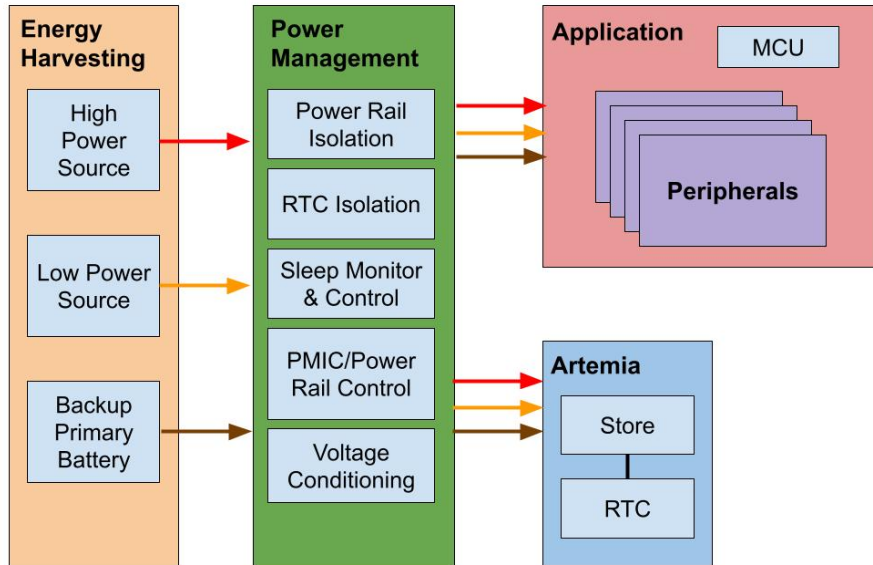 Energy
Harvesting
High
Power
Source
Low Power
Source
Backup
Primary
Battery
Power
Management
Power Rail
Isolation
RTC Isolation
Sleep Monitor
& Control
PMIC/Power
Rail Control
Voltage
Conditioning
Application
MCU
Peripherals
Artemia
Store
RTC